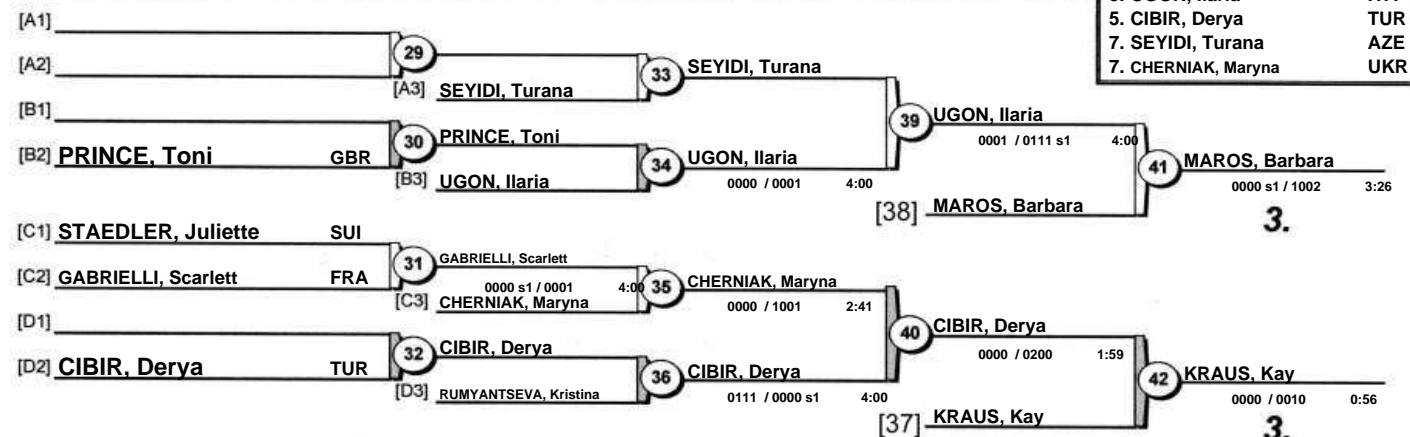 5. CIBIR, Derya TUR
7. SEYIDI, Turana AZE
7. CHERNIAK, Maryna UKR
[A1]
29
[A2]
33 SEYIDI, Turana
[A3] SEYIDI, Turana
[B1]
39 UGON, Ilaria
0001 / 0111 s1 4:00
30 PRINCE, Toni
[B2] PRINCE, Toni GBR
34 UGON, Ilaria
0000 / 0001 4:00
41 MAROS, Barbara
0000 s1 / 1002 3:26
[B3] UGON, Ilaria
[38] MAROS, Barbara
3.
[C1] STAEDLER, Juliette SUI
31 GABRIELLI, Scarlett
0000 s1 / 0001 4:00
[C2] GABRIELLI, Scarlett FRA
35 CHERNIAK, Maryna
0000 / 1001 2:41
[C3] CHERNIAK, Maryna
[D1]
40 CIBIR, Derya
0000 / 0200 1:59
32 CIBIR, Derya
[D2] CIBIR, Derya TUR
36 CIBIR, Derya
0111 / 0000 s1 4:00
42 KRAUS, Kay
0000 / 0010 0:56
[D3] RUMYANTSEVA, Kristina
[37] KRAUS, Kay
3.